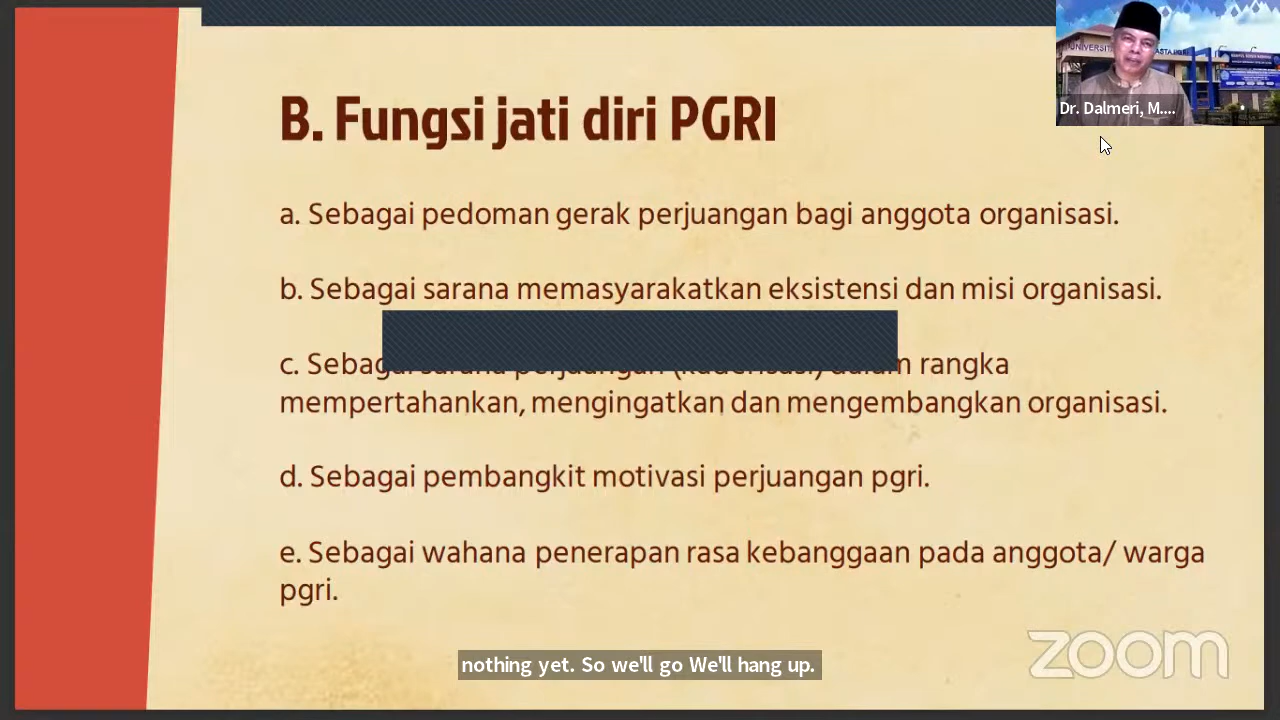 B. Fungsi jati diri PGRI
Dr. Dalmeri, M....
a. Sebagai pedoman gerak perjuangan bagi anggota organisasi.
b. Sebagai sarana memasyarakatkan eksistensi dan misi organisasi.
c. Sebagai rangka
mempertahankan, mengingatkan dan mengembangkan organisasi.
d. Sebagai pembangkit motivasi perjuangan pgri.
e. Sebagai wahana penerapan rasa kebanggaan pada anggota/ warga
pgri.
nothing yet. So we'll go We'll hang up.
zoom